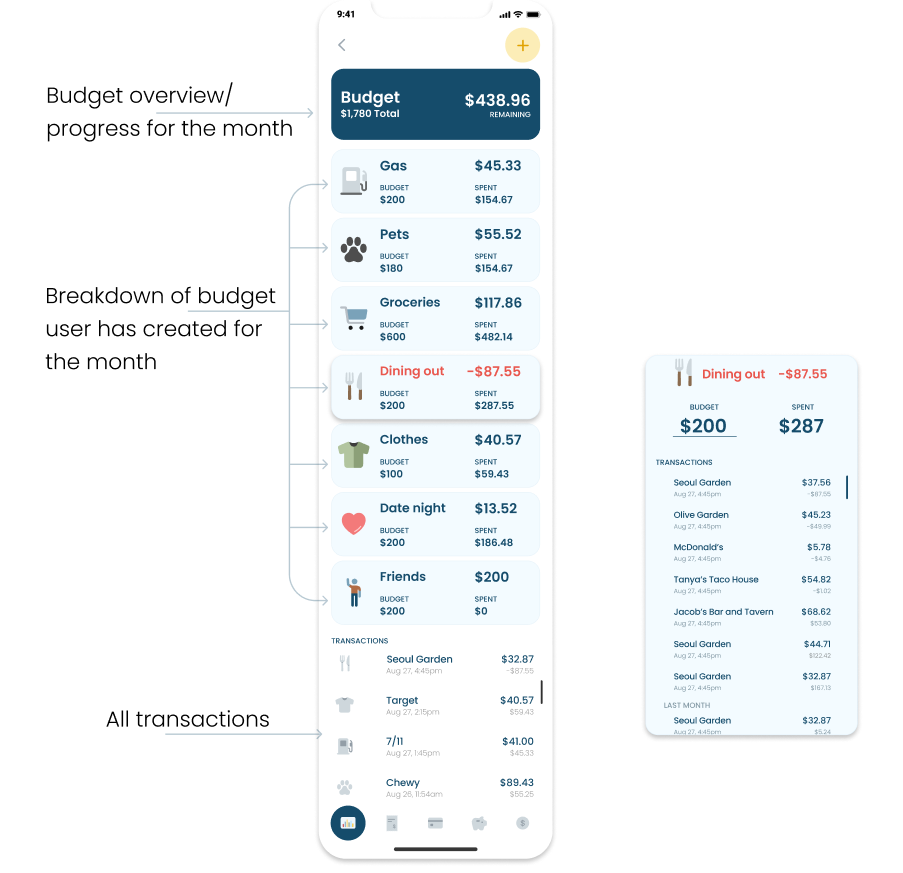 9:41
Budget overview/
progress for the month
Budget
$1,780 Total
$438.96
REMAINING
Breakdown of budget
user has created for
the month
Gas $45.33
BUDGET SPENT
$200 $154.67
Pets $55.52
BUDGET SPENT
$180 $154.67
Groceries $117.86
BUDGET SPENT
$600 $482.14
Dining out -$87.55
BUDGET SPENT
$200 $287.55
Clothes $40.57
BUDGET SPENT
$100 $59.43
Date night $13.52
BUDGET SPENT
$200 $186.48
Friends $200
BUDGET SPENT
$200 $0
All transactions
TRANSACTIONS
Seoul Garden $32.87
Aug 27, 4:45pm -$87.55
Target $40.57
Aug 27, 2:15pm $59.43
7/11 $41.00
Aug 27, 1:45pm $45.33
Chewy $89.43
Aug 26, 11:54am $55.25
Dining out -$87.55
BUDGET SPENT
$200 $287
TRANSACTIONS
Seoul Garden $37.56
Aug 27, 4:45pm -$87.55
Olive Garden $45.23
Aug 27, 4:45pm -$49.99
McDonald's $5.78
Aug 27, 4:45pm -$4.76
Tanya's Taco House $54.82
Aug 27, 4:45pm -$1.02
Jacob's Bar and Tavern $68.62
Aug 27, 4:45pm $53.80
Seoul Garden $44.71
Aug 27, 4:45pm $122.42
Seoul Garden $32.87
Aug 27, 4:45pm $167.13
LAST MONTH
Seoul Garden $32.87
Aug 27, 4:45pm $5.24